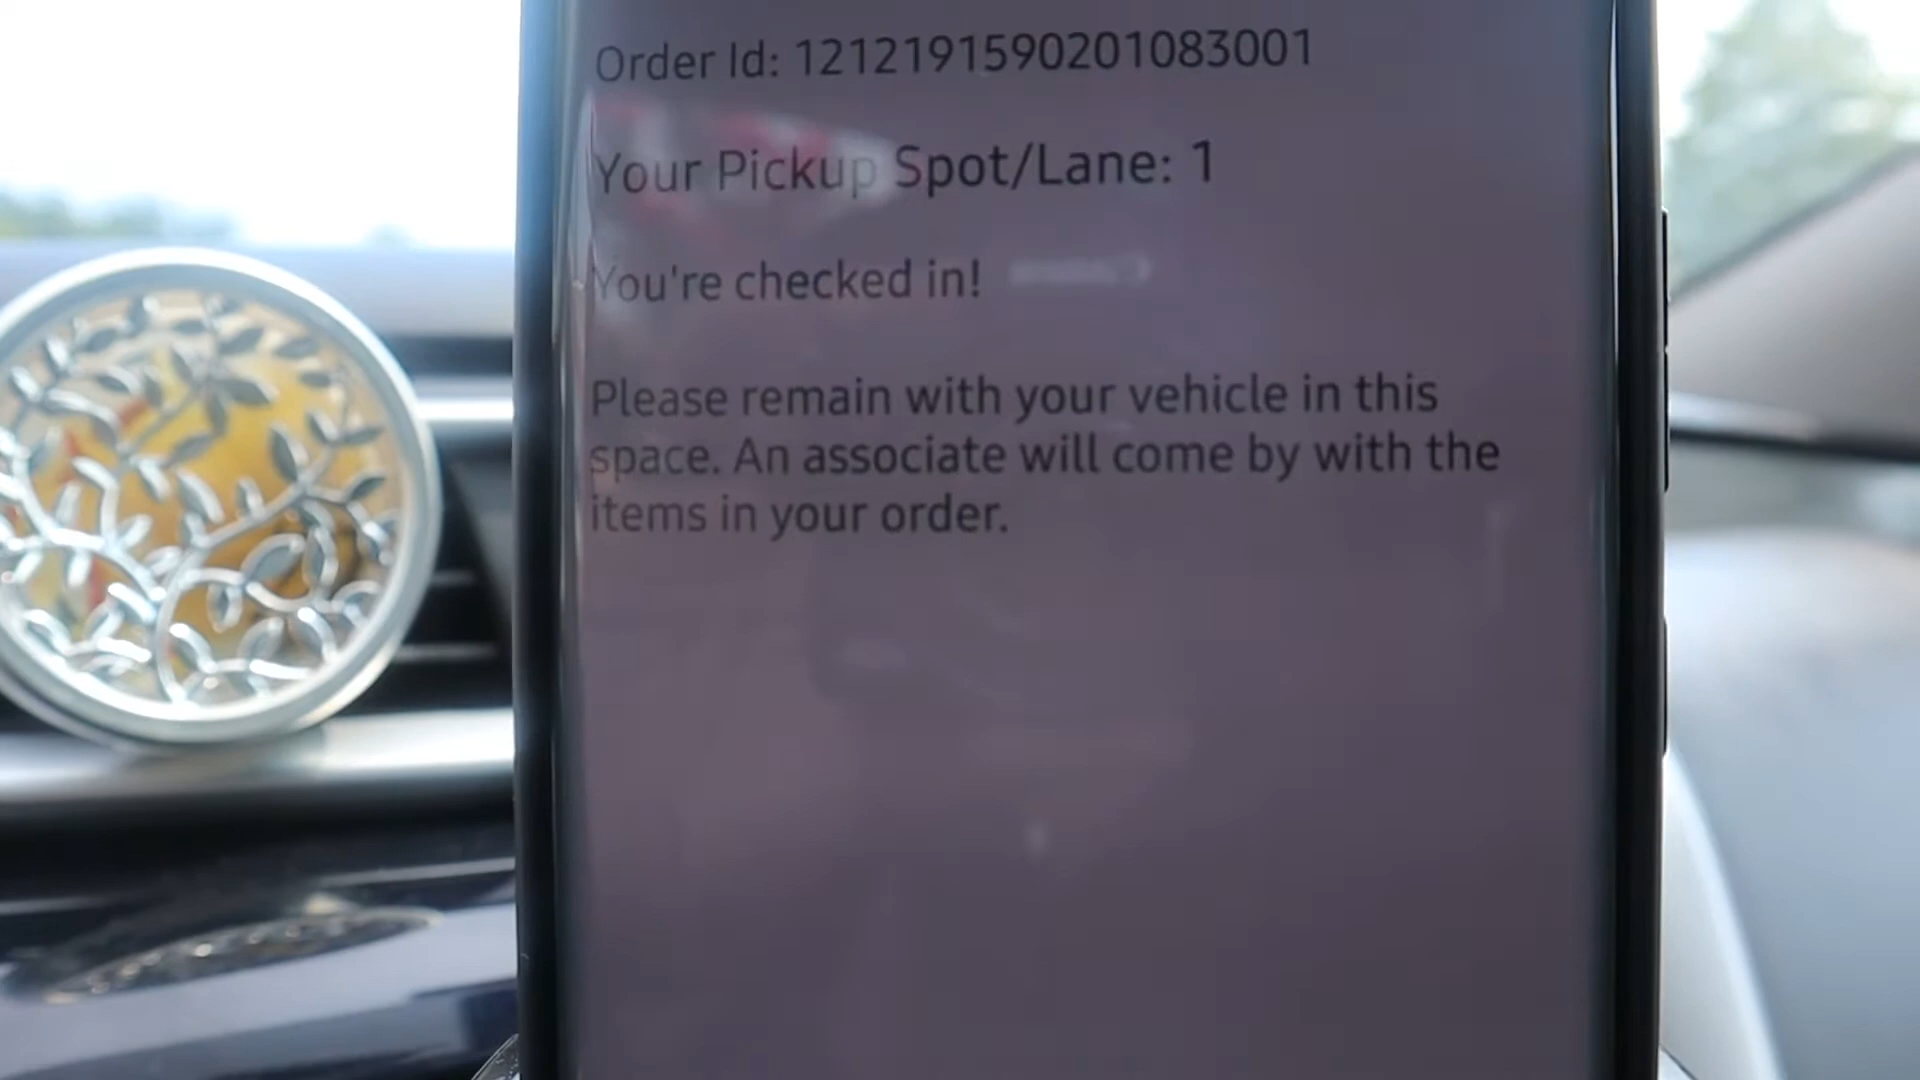 Order Id: 1212191590201083001
Your Pickup Spot/Lane: 1
You're checked in!
Please remain with your vehicle in this
space. An associate will come by with the
items in your order.